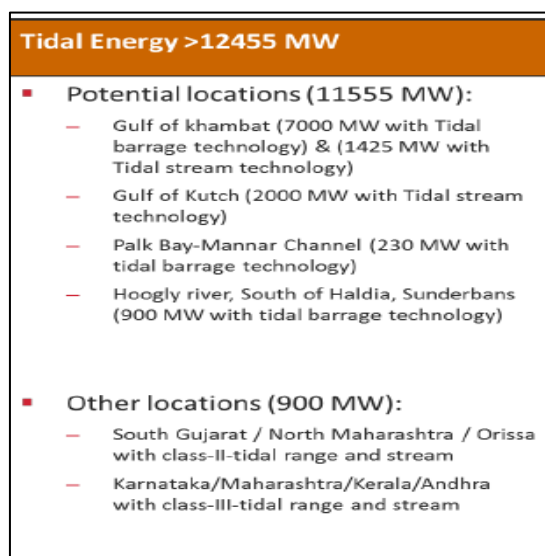 Tidal Energy >12455 MW
▪ Potential locations (11555 MW):
– Gulf of khambat (7000 MW with Tidal
barrage technology) & (1425 MW with
Tidal stream technology)
– Gulf of Kutch (2000 MW with Tidal stream
technology)
– Palk Bay-Mannar Channel (230 MW with
tidal barrage technology)
– Hoogly river, South of Haldia, Sunderbans
(900 MW with tidal barrage technology)
▪ Other locations (900 MW):
– South Gujarat / North Maharashtra / Orissa
with class-II-tidal range and stream
– Karnataka/Maharashtra/Kerala/Andhra
with class-III-tidal range and stream